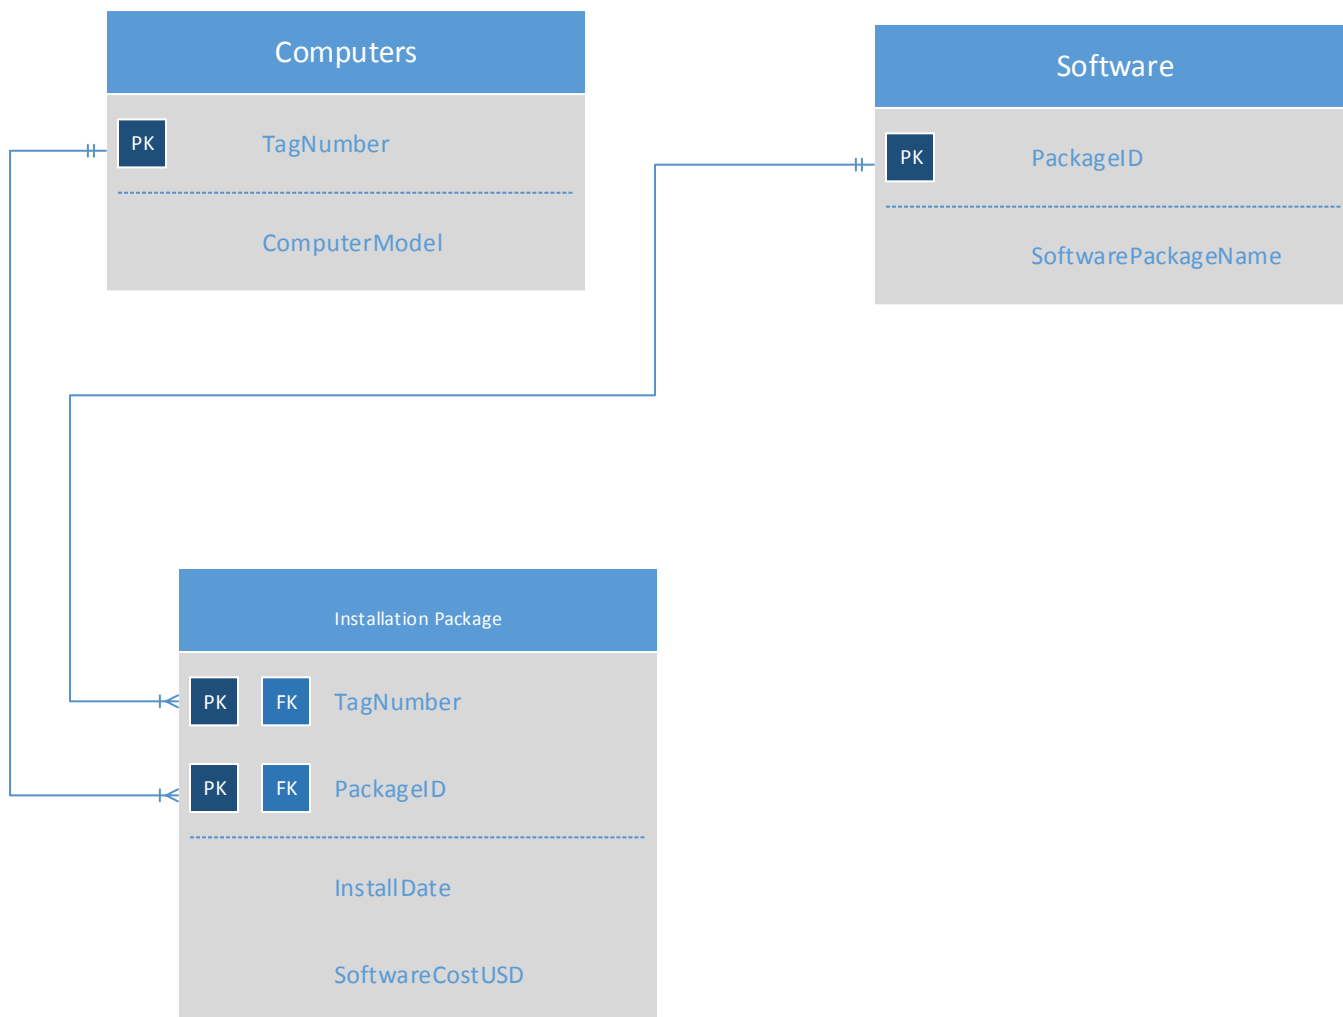 Computers
PK TagNumber
ComputerModel
Software
PK PackageID
SoftwarePackageName
Installation Package
PK FK TagNumber
PK FK PackageID
InstallDate
SoftwareCostUSD